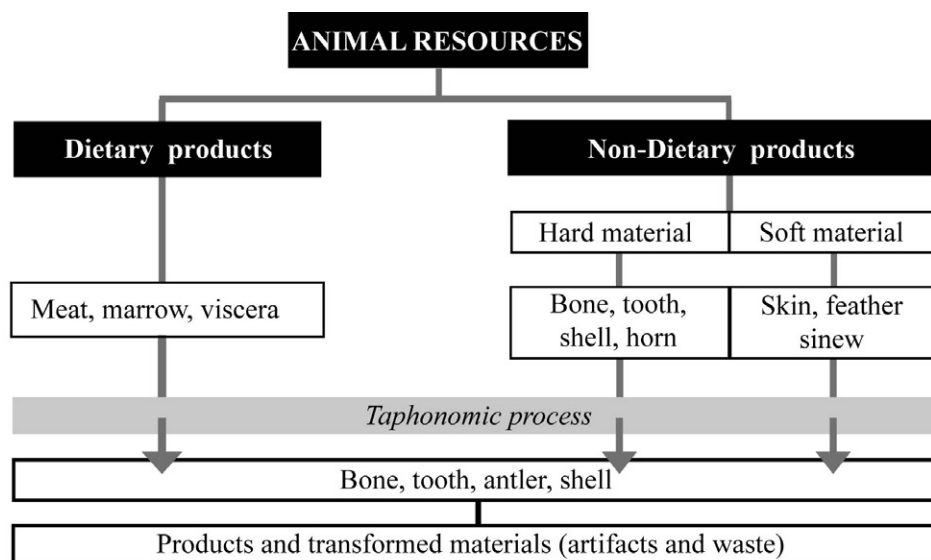 ANIMAL RESOURCES
Dietary products
Non-Dietary products
Hard material
Soft material
Meat, marrow, viscera
Bone, tooth,
shell, horn
Skin, feather
sinew
Taphonomic process
Bone, tooth, antler, shell
Products and transformed materials (artifacts and waste)